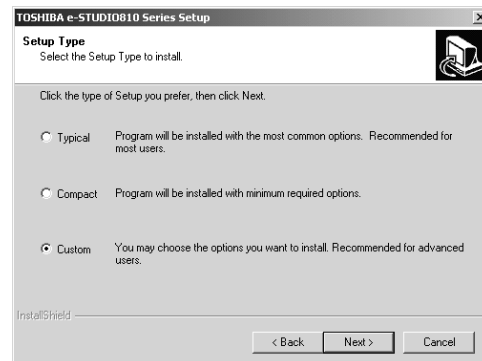 TOSHIBA e-STUDIO810 Series Setup
Setup Type
Select the Setup Type to install.
Click the type of Setup you prefer, then click Next.
Typical Program will be installed with the most common options. Recommended for
most users.
Compact Program will be installed with minimum required options.
Custom You may choose the options you want to install. Recommended for advanced
users.
InstallShield
< Back Next > Cancel